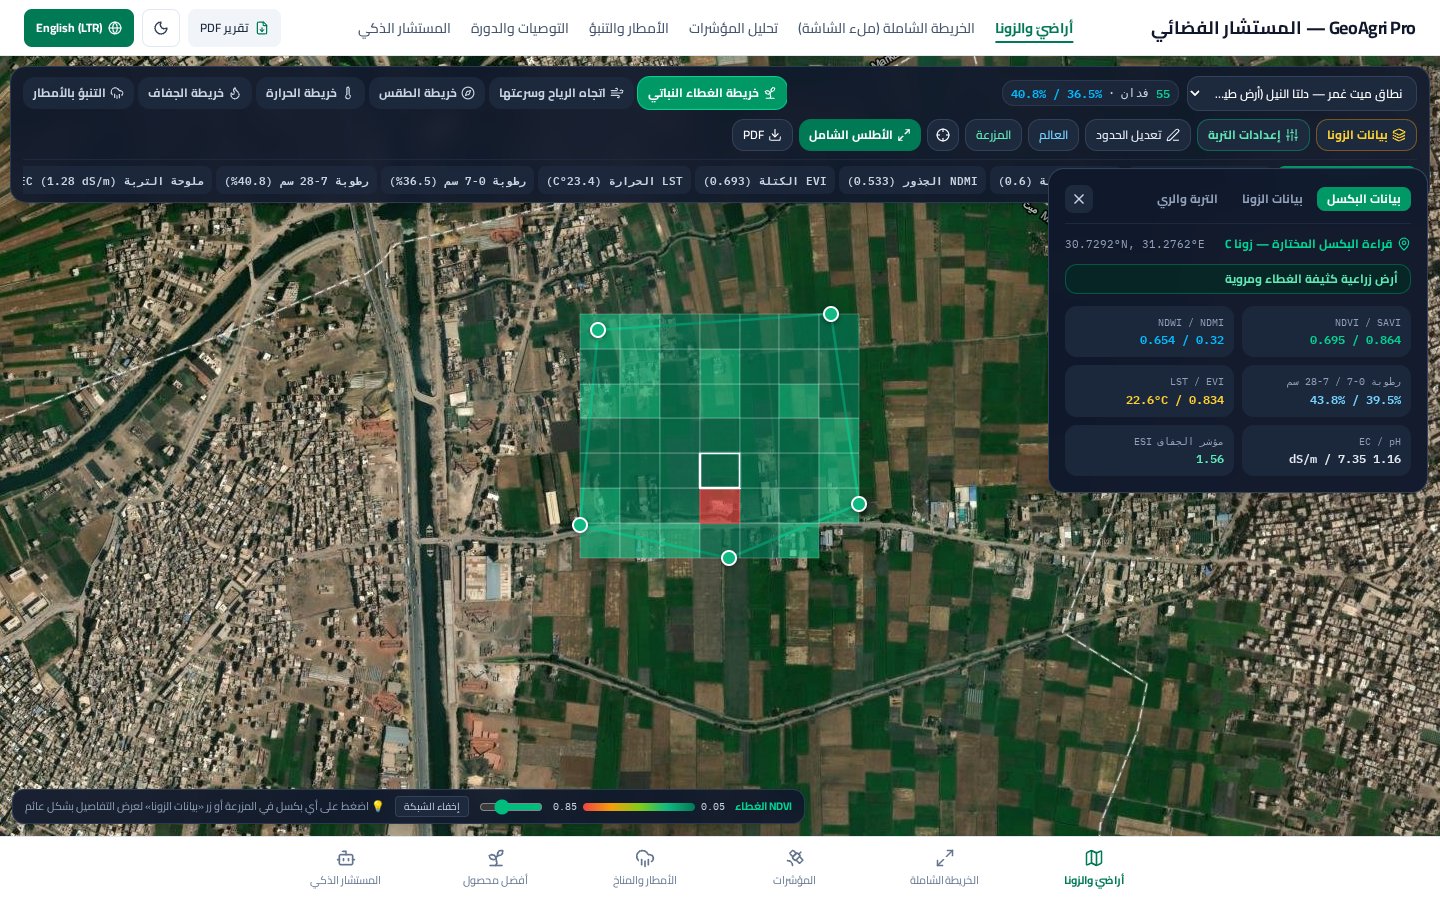 GeoAgri Pro — المستشار الفضائي
أراضيّ والزونا
الخريطة الشاملة (ملء الشاشة)
تحليل المؤشرات
الأمطار والتنبؤ
التوصيات والدورة
المستشار الذكي
تقرير PDF
English (LTR)
نطاق ميت غمر — دلتا النيل (أرض طي...
55 فدان · 36.5% / 40.8%
خريطة الغطاء النباتي
اتجاه الرياح وسرعتها
خريطة الطقس
خريطة الحرارة
خريطة الجفاف
التنبؤ بالأمطار
بيانات الزونا
إعدادات التربة
تعديل الحدود
العالم
المزرعة
الأطلس الشامل
PDF
(0.6)
NDMI الجذور (0.533)
EVI الكتلة (0.693)
LST الحرارة (23.4°C)
رطوبة 0-7 سم (36.5%)
رطوبة 7-28 سم (40.8%)
ملوحة التربة EC (1.28 dS/m)
بيانات البكسل
بيانات الزونا
التربة والري
قراءة البكسل المختارة — زونا C
30.7292°N, 31.2762°E
أرض زراعية كثيفة الغطاء ومروية
NDVI / SAVI
0.695 / 0.864
NDWI / NDMI
0.654 / 0.32
رطوبة 0-7 / 7-28 سم
43.8% / 39.5%
LST / EVI
22.6°C / 0.834
EC / pH
dS/m / 7.35 1.16
مؤشر الجفاف ESI
1.56
NDVI الغطاء
0.05
0.85
إخفاء الشبكة
💡 اضغط على أي بكسل في المزرعة أو زر «بيانات الزونا» لعرض التفاصيل بشكل عائم
أراضيّ والزونا
الخريطة الشاملة
المؤشرات
الأمطار والمناخ
أفضل محصول
المستشار الذكي